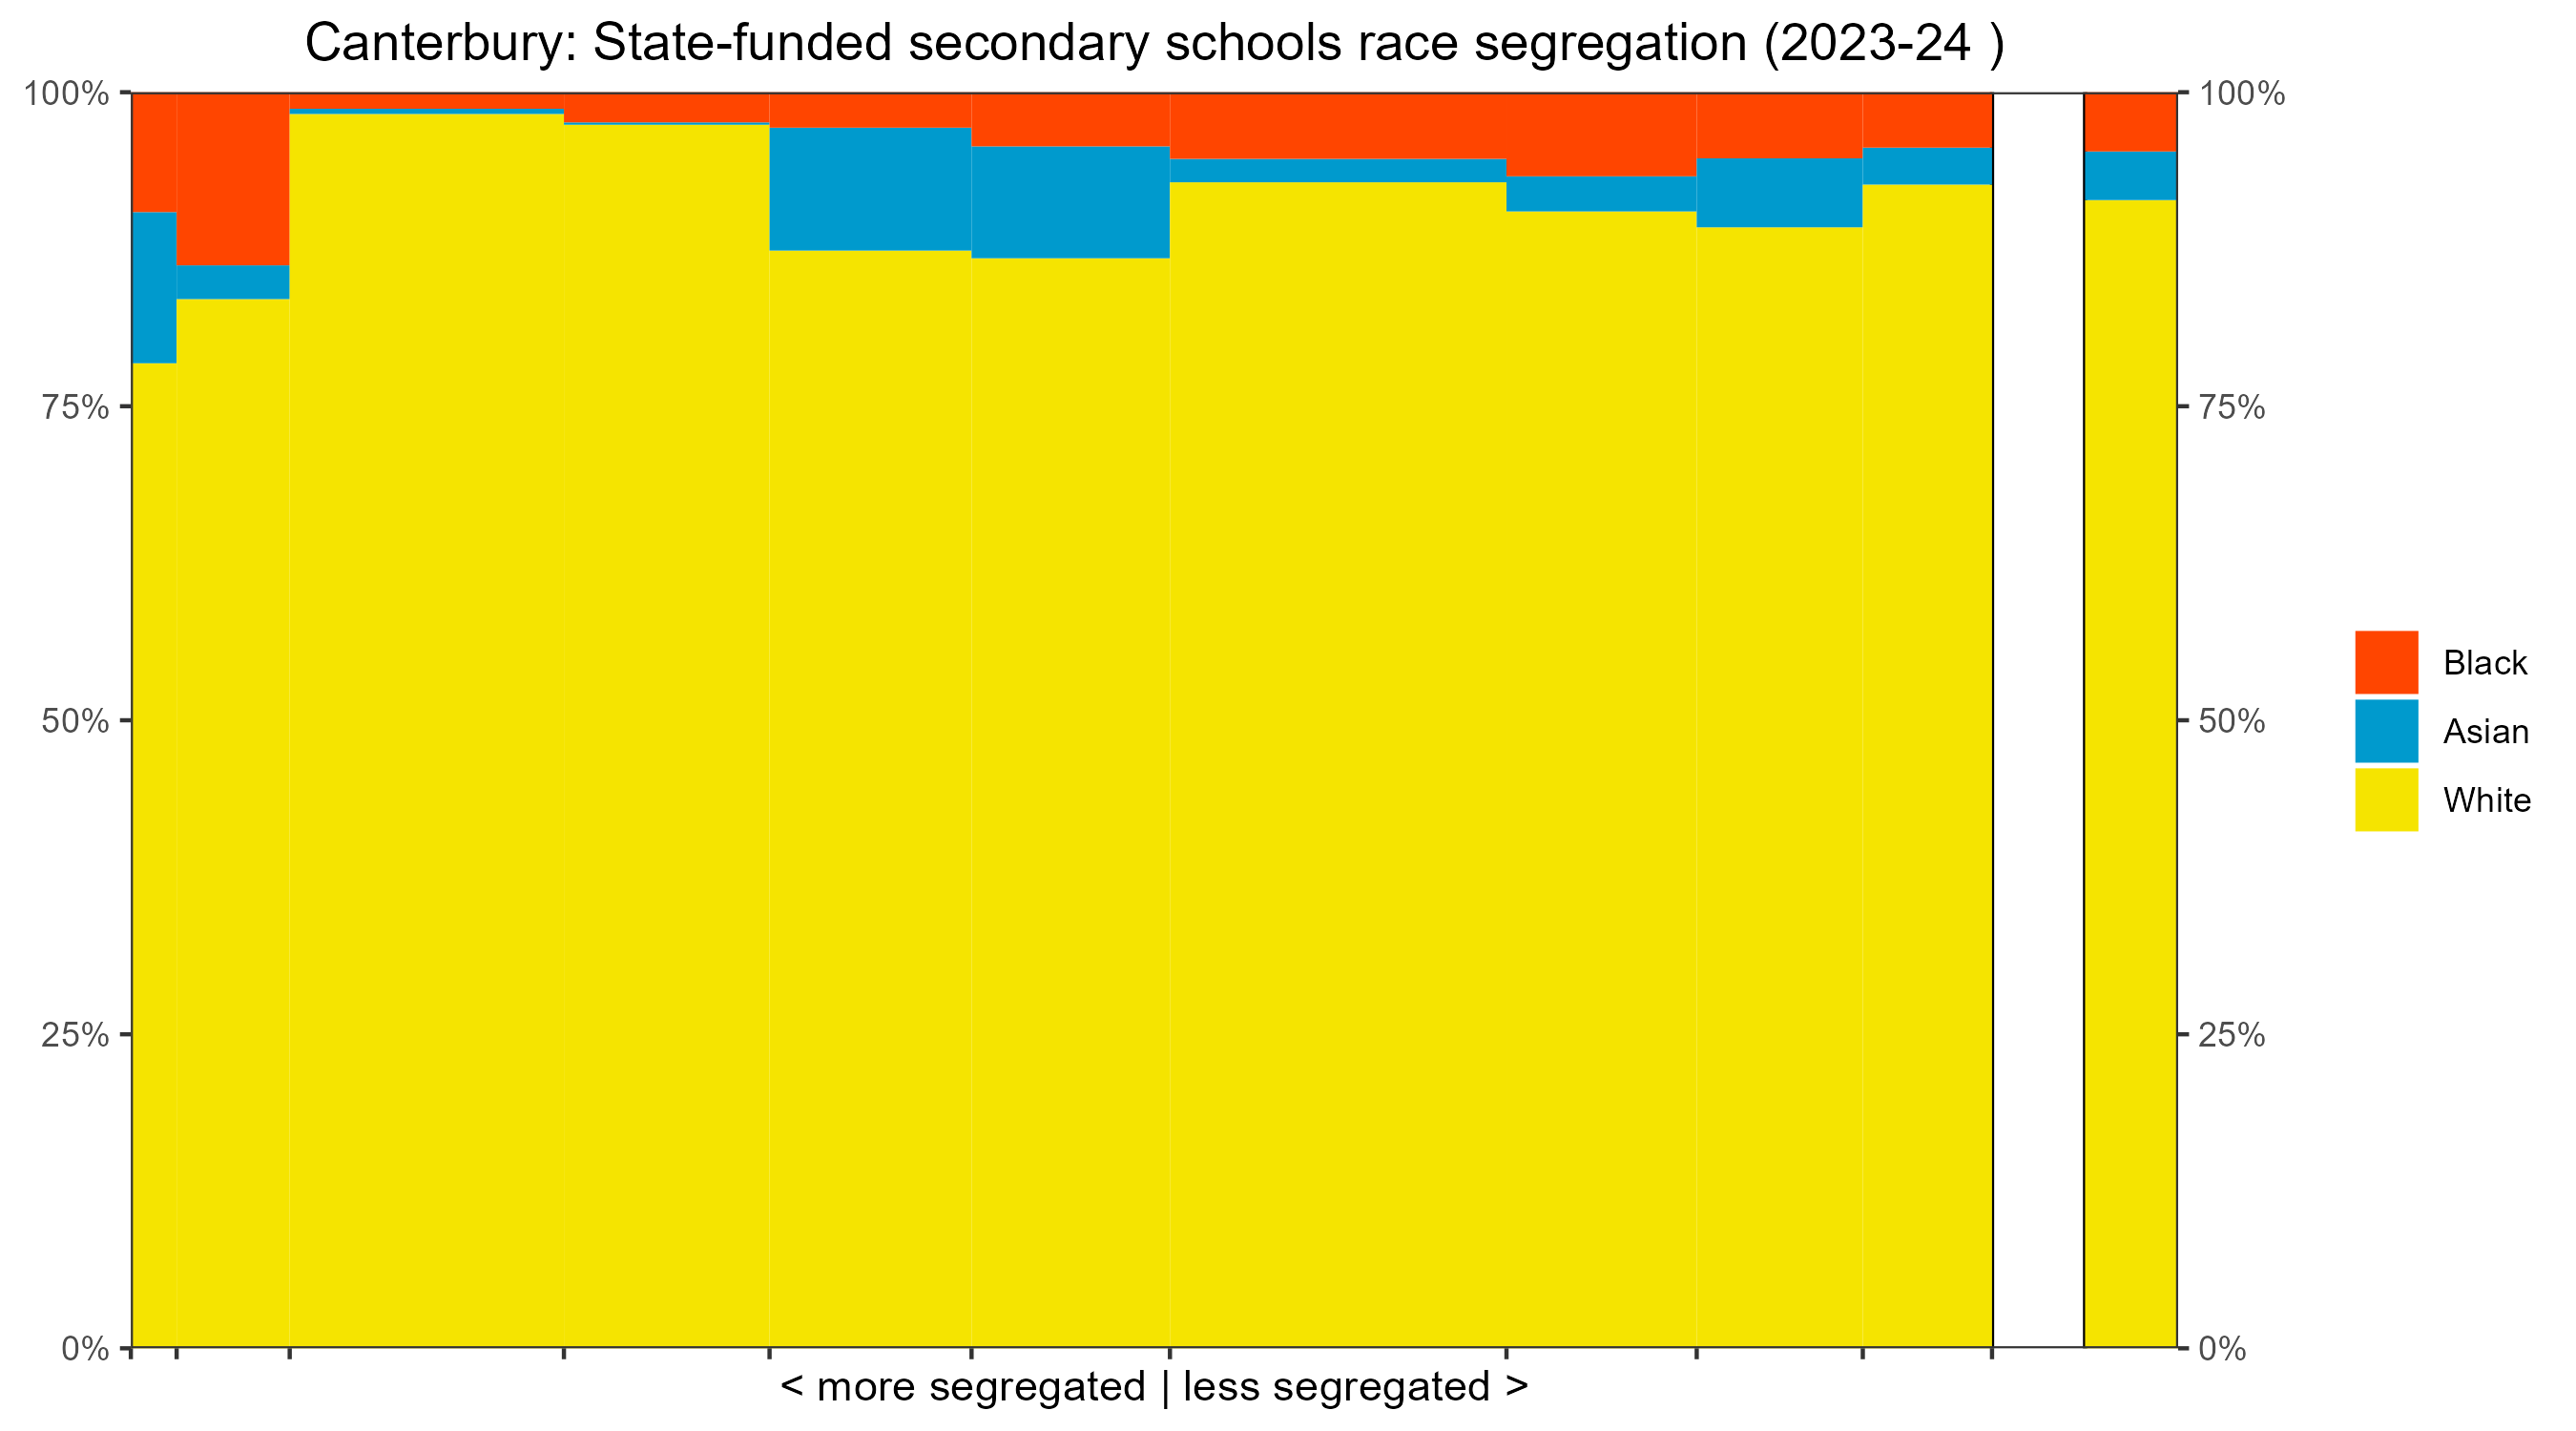 Canterbury: State-funded secondary schools race segregation (2023-24 )
100%
75%
50%
25%
0%
100%
75%
50%
25%
0%
Black
Asian
White
< more segregated | less segregated >